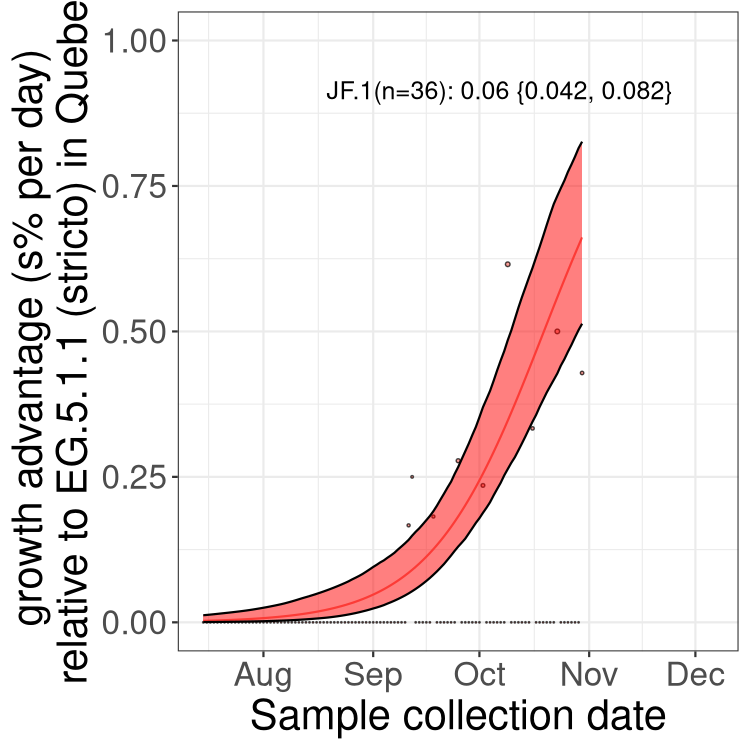 growth advantage (s% per day)
relative to EG.5.1.1 (stricto) in Quebe
1.00
0.75
0.50
0.25
0.00
JF.1(n=36): 0.06 {0.042, 0.082}
Aug Sep Oct Nov Dec
Sample collection date